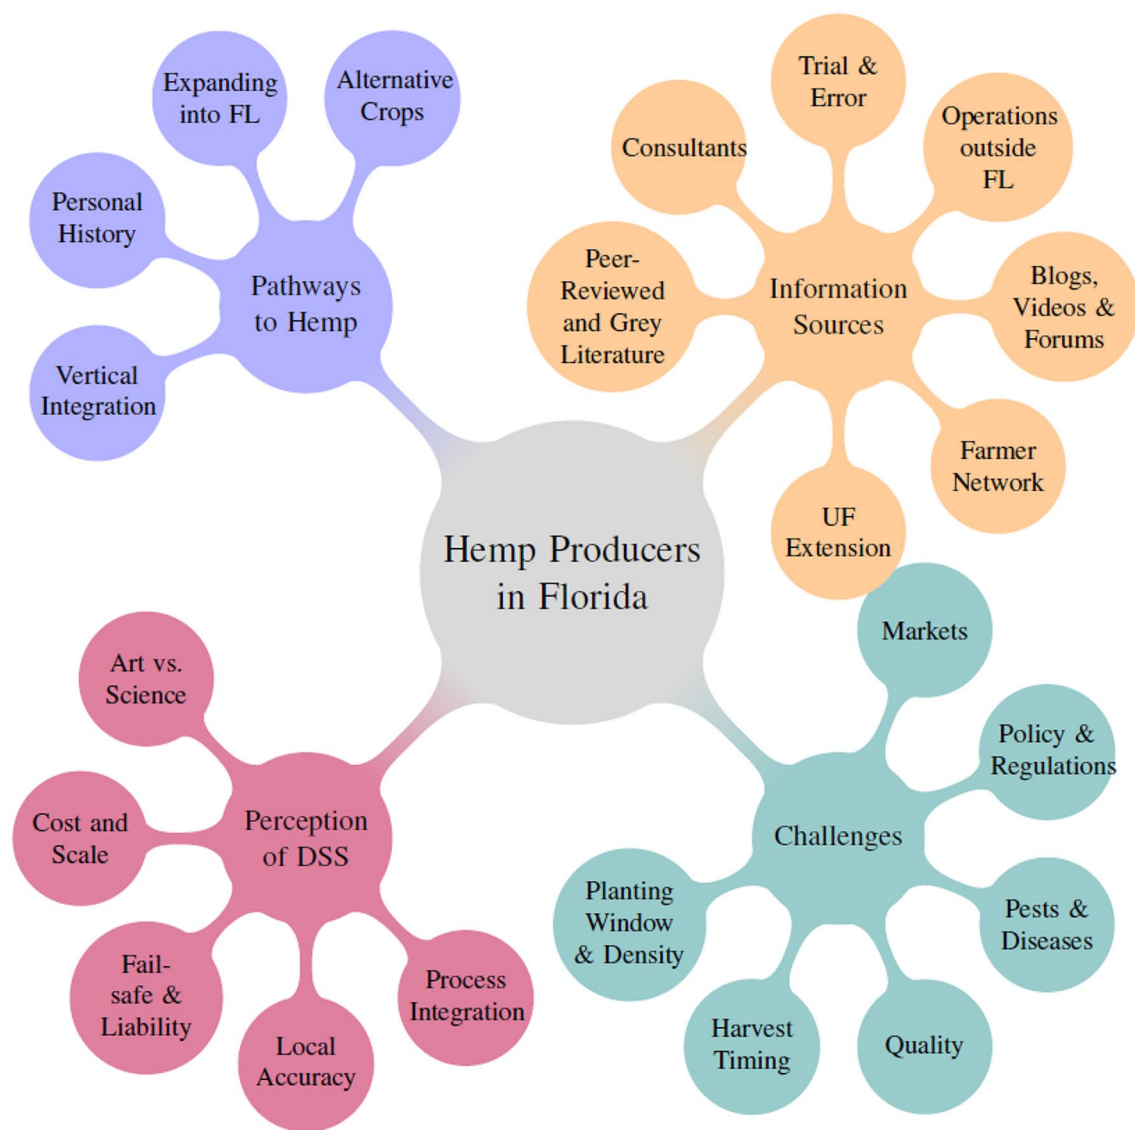 Expanding
into FL
Alternative
Crops
Personal
History
Pathways
to Hemp
Vertical
Integration
Trial &
Error
Consultants
Operations
outside
FL
Peer-
Reviewed
and Grey
Literature
Information
Sources
Blogs,
Videos &
Forums
Farmer
Network
UF
Extension
Hemp Producers
in Florida
Art vs.
Science
Cost and
Scale
Perception
of DSS
Fail-
safe &
Liability
Local
Accuracy
Process
Integration
Markets
Policy &
Regulations
Challenges
Planting
Window
& Density
Pests &
Diseases
Harvest
Timing
Quality